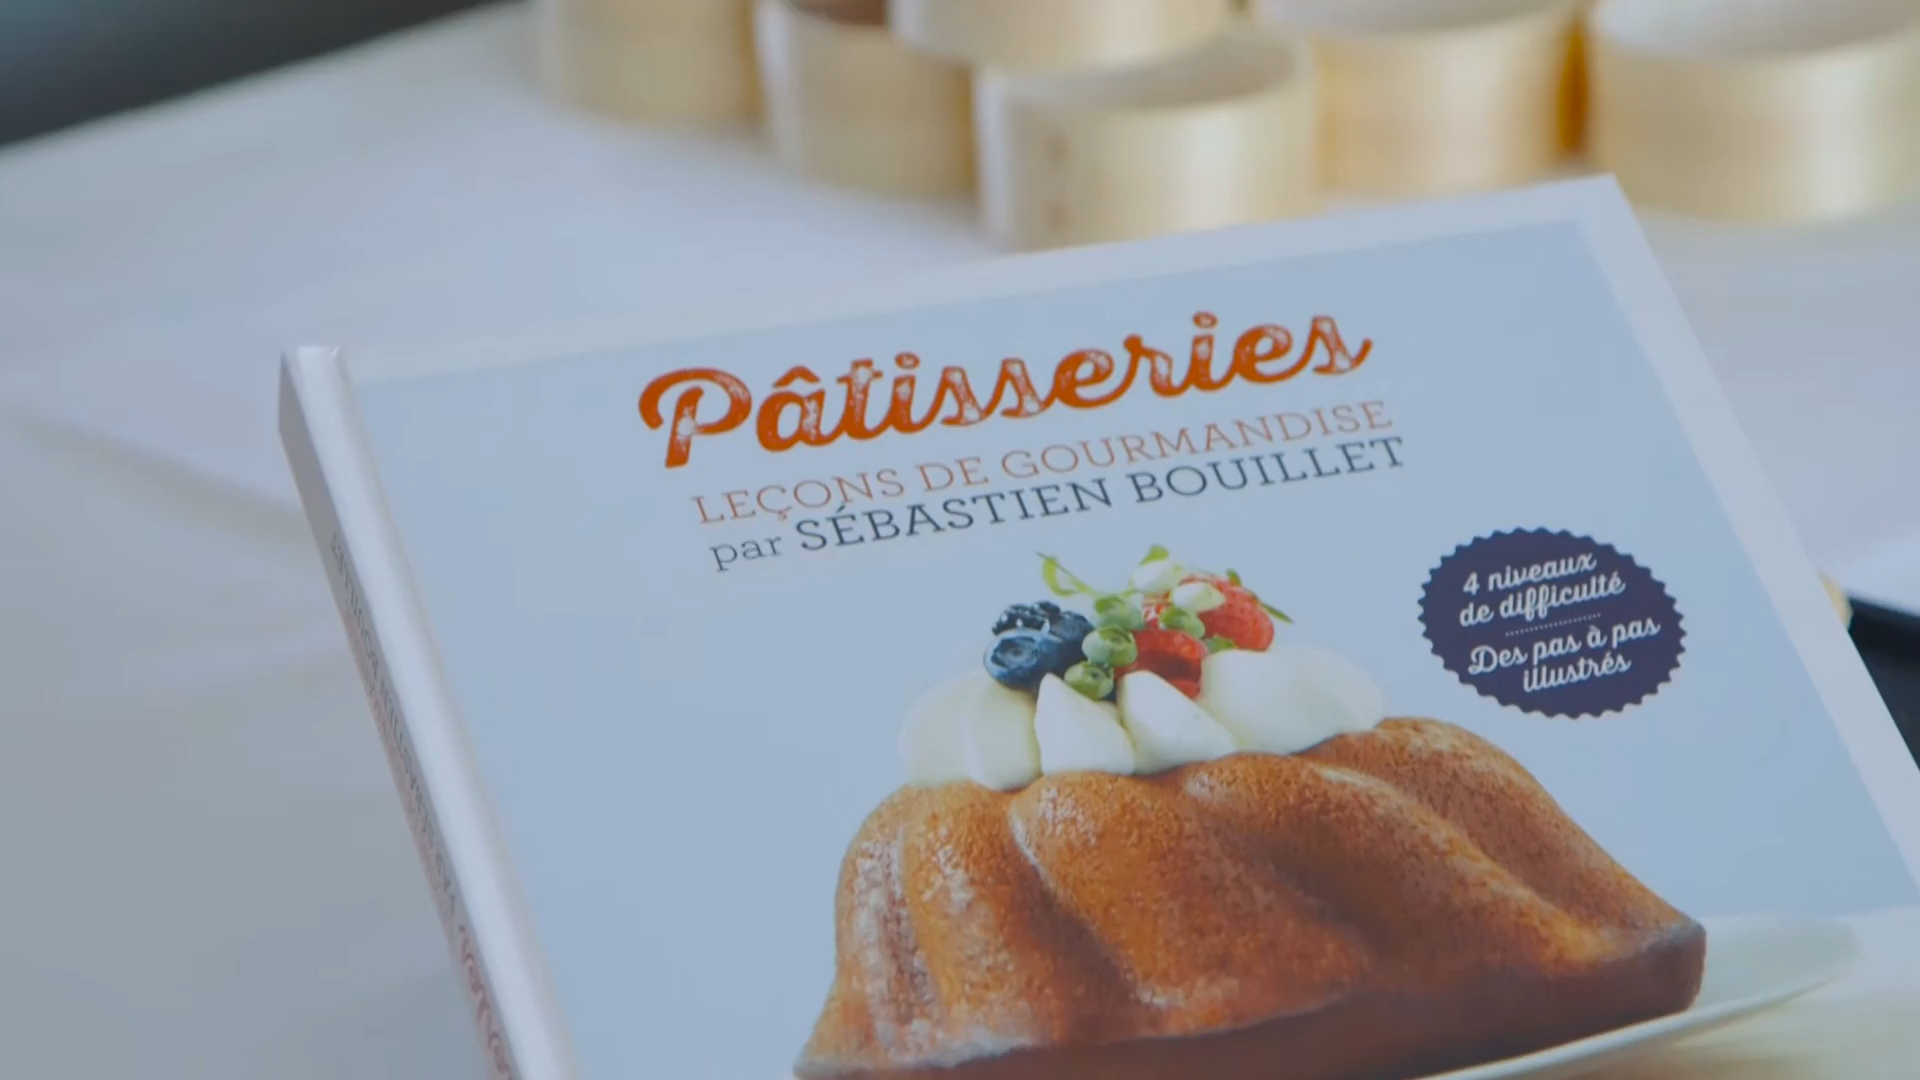 Pâtisseries
LEÇONS DE GOURMANDISE
par SÉBASTIEN BOUILLET
4 niveaux
de difficulté
Des pas à pas
illustrés